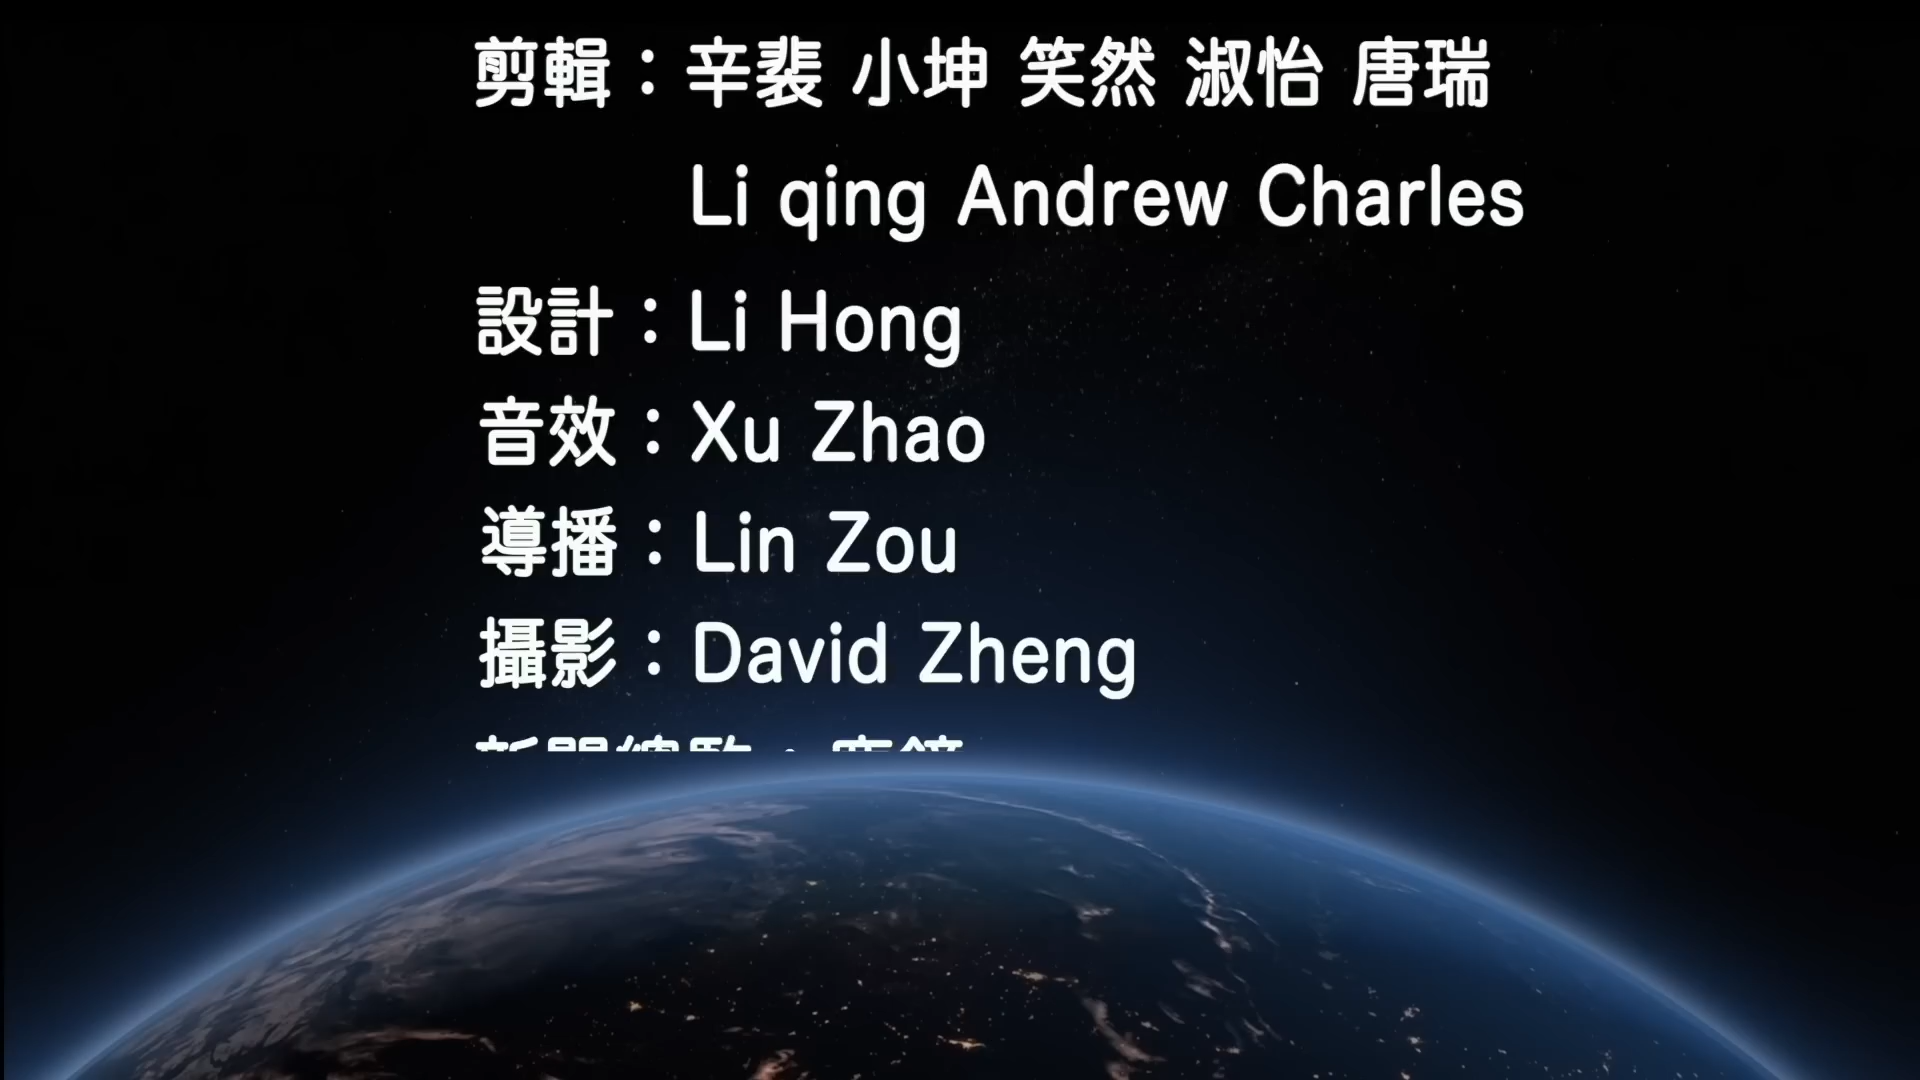 剪輯：辛裴 小坤 笑然 淑怡 唐瑞
Li qing Andrew Charles
設計：Li Hong
音效：Xu Zhao
導播：Lin Zou
攝影：David Zheng